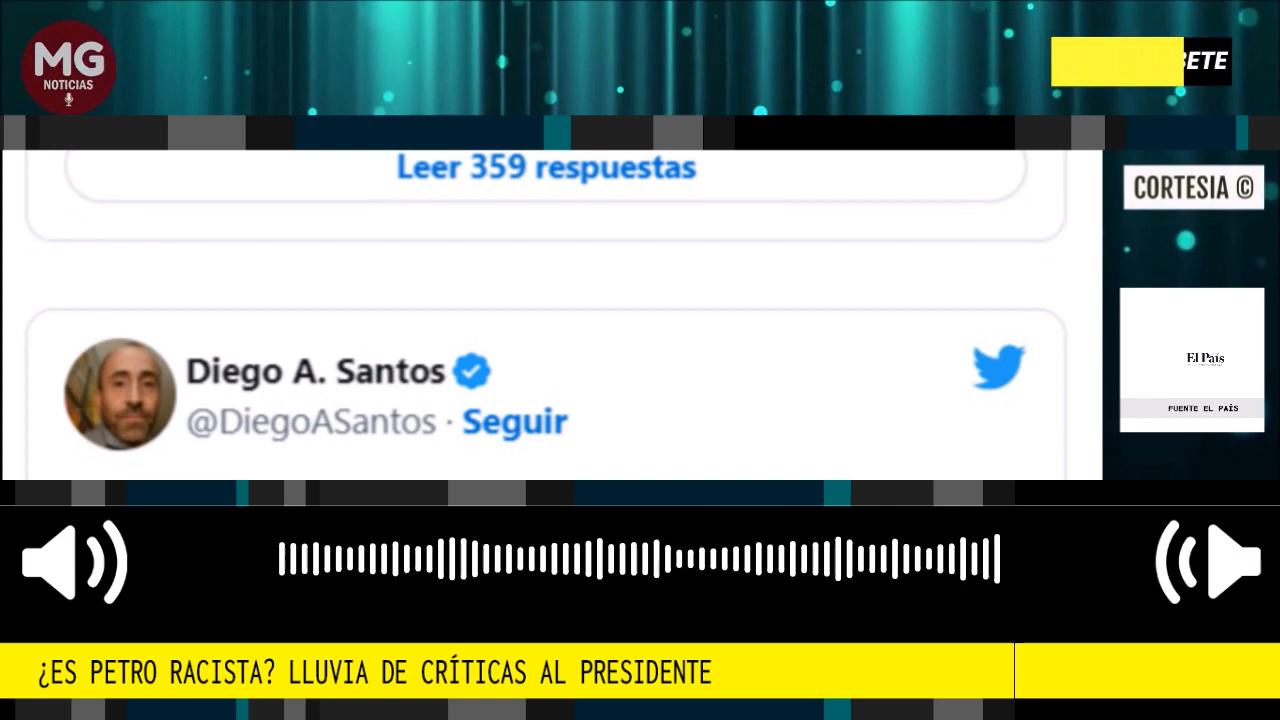 MG
NOTICIAS
BETE
Leer 359 respuestas
CORTESIA ©
Diego A. Santos
@DiegoASantos · Seguir
El País
FUENTE EL PAÍS
¿ES PETRO RACISTA? LLUVIA DE CRÍTICAS AL PRESIDENTE